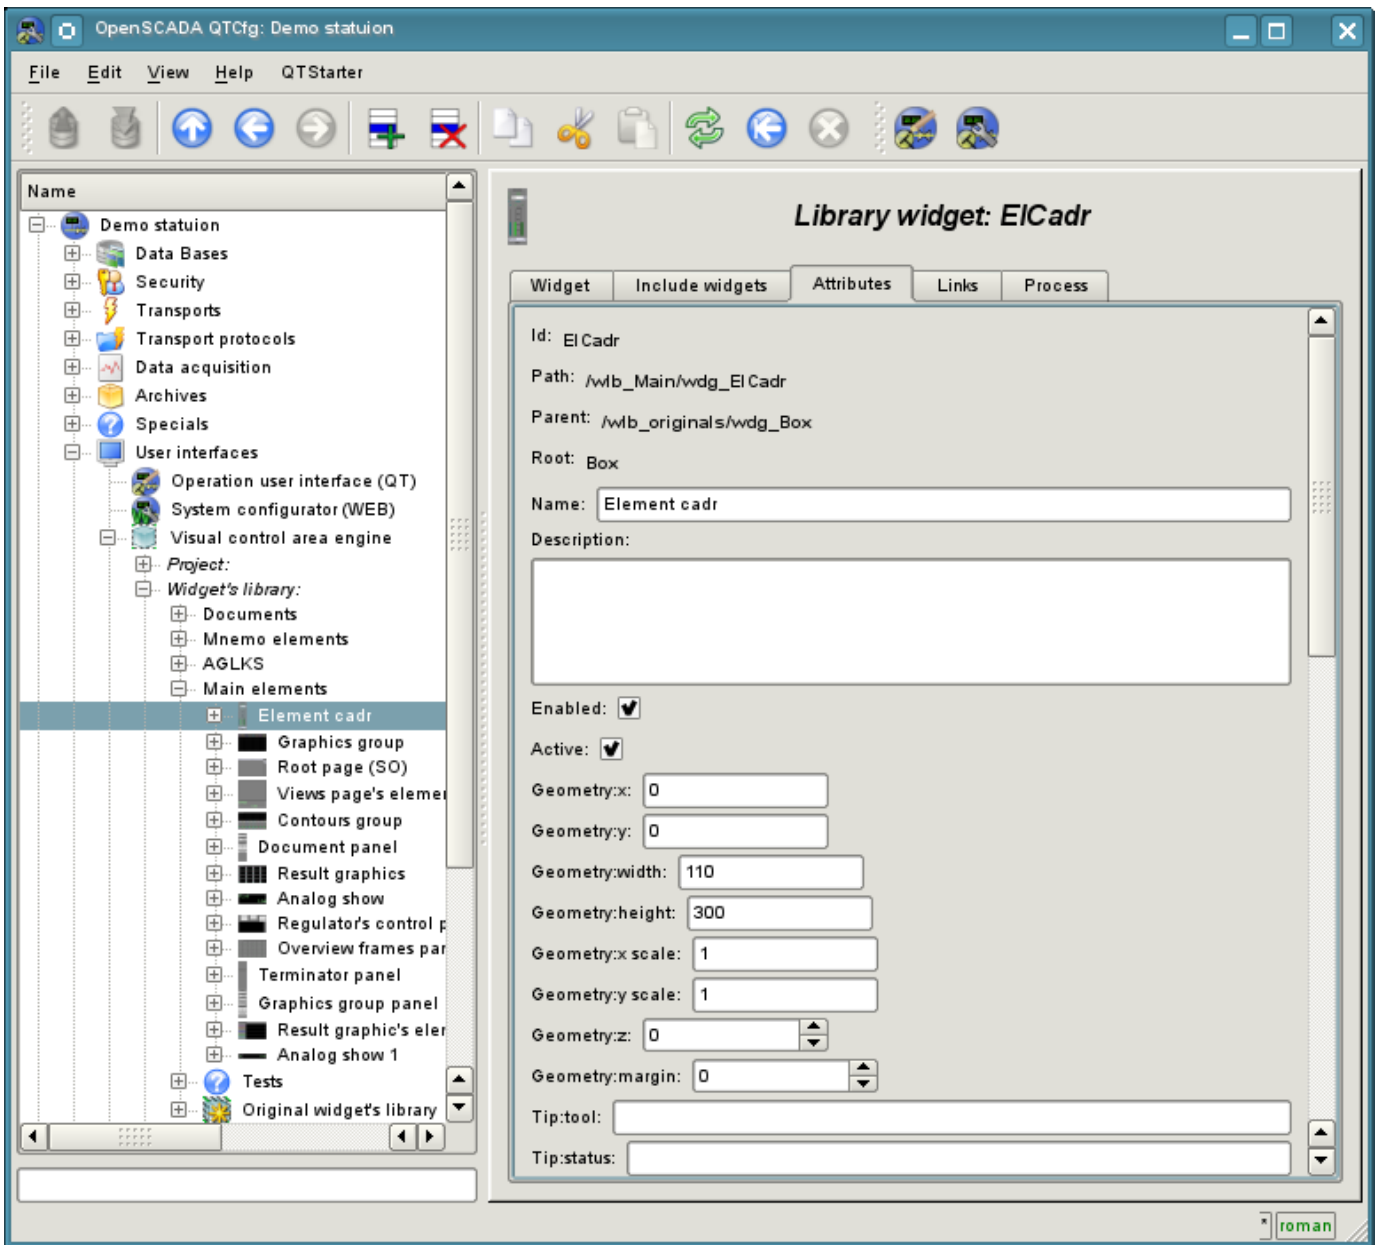 OpenSCADA QTCfg: Demo statuion
File Edit View Help QTStarter
Name
Demo statuion
Data Bases
Security
Transports
Transport protocols
Data acquisition
Archives
Specials
User interfaces
Operation user interface (QT)
System configurator (WEB)
Visual control area engine
Project:
Widget's library:
Documents
Mnemo elements
AGLKS
Main elements
Element cadr
Graphics group
Root page (SO)
Views page's elemer
Contours group
Document panel
Result graphics
Analog show
Regulator's control p
Overview frames par
Terminator panel
Graphics group panel
Result graphic's eler
Analog show 1
Tests
Original widget's library
Library widget: ElCadr
Widget Include widgets Attributes Links Process
Id: ElCadr
Path: /wlb_Main/wdg_ElCadr
Parent: /wlb_originals/wdg_Box
Root: Box
Name: Element cadr
Description:
Enabled:
Active:
Geometry:x: 0
Geometry:y: 0
Geometry:width: 110
Geometry:height: 300
Geometry:x scale: 1
Geometry:y scale: 1
Geometry:z: 0
Geometry:margin: 0
Tip:tool:
Tip:status:
* roman